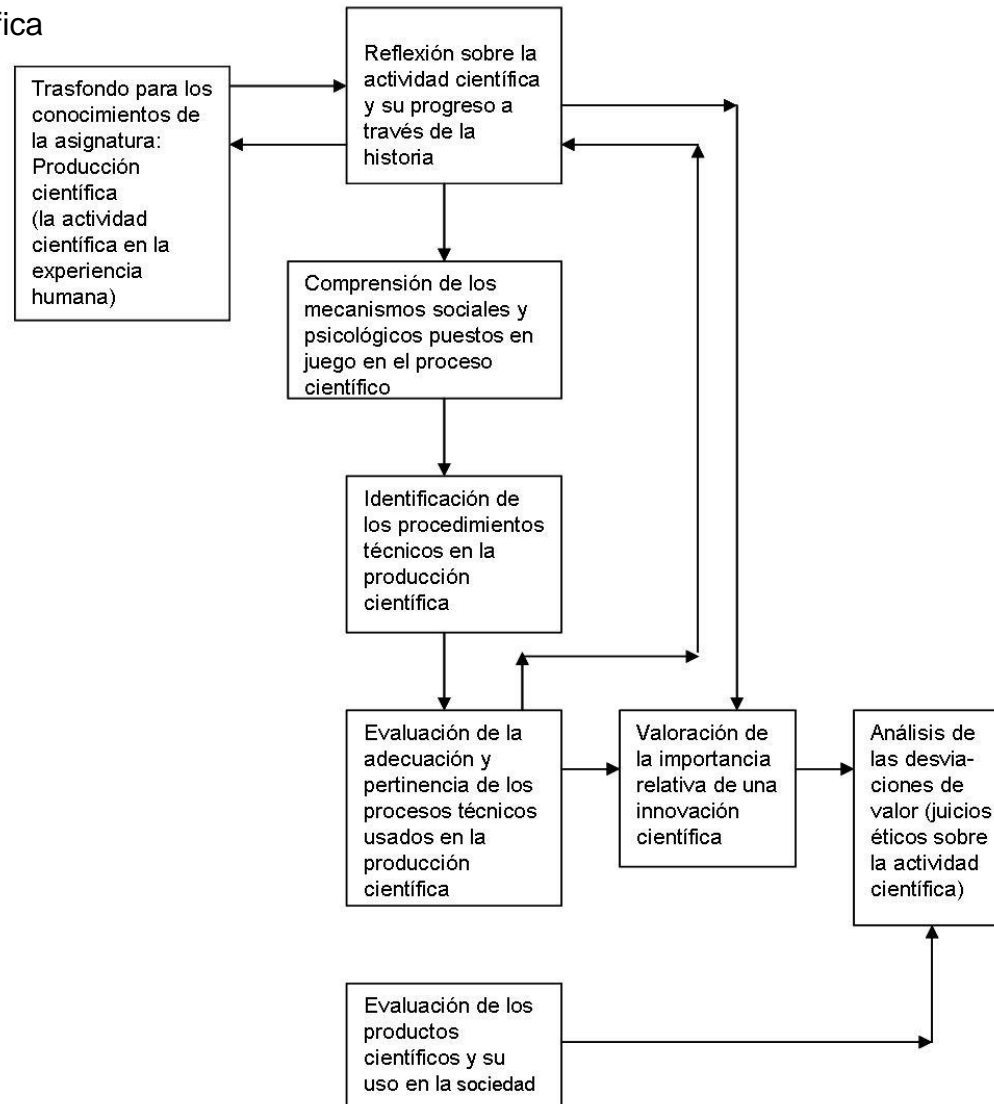 fica
Trasfondo para los
conocimientos de
la asignatura:
Producción
científica
(la actividad
científica en la
experiencia
humana)
Reflexión sobre la
actividad científica
y su progreso a
través de la
historia
Comprensión de los
mecanismos sociales y
psicológicos puestos en
juego en el proceso
científico
Identificación de
los procedimientos
técnicos en la
producción
científica
Evaluación de la
adecuación y
pertinencia de los
procesos técnicos
usados en la
producción
científica
Valoración de
la importancia
relativa de una
innovación
científica
Análisis de
las desvia-
ciones de
valor (juicios
éticos sobre
la actividad
científica)
Evaluación de los
productos
científicos y su
uso en la sociedad